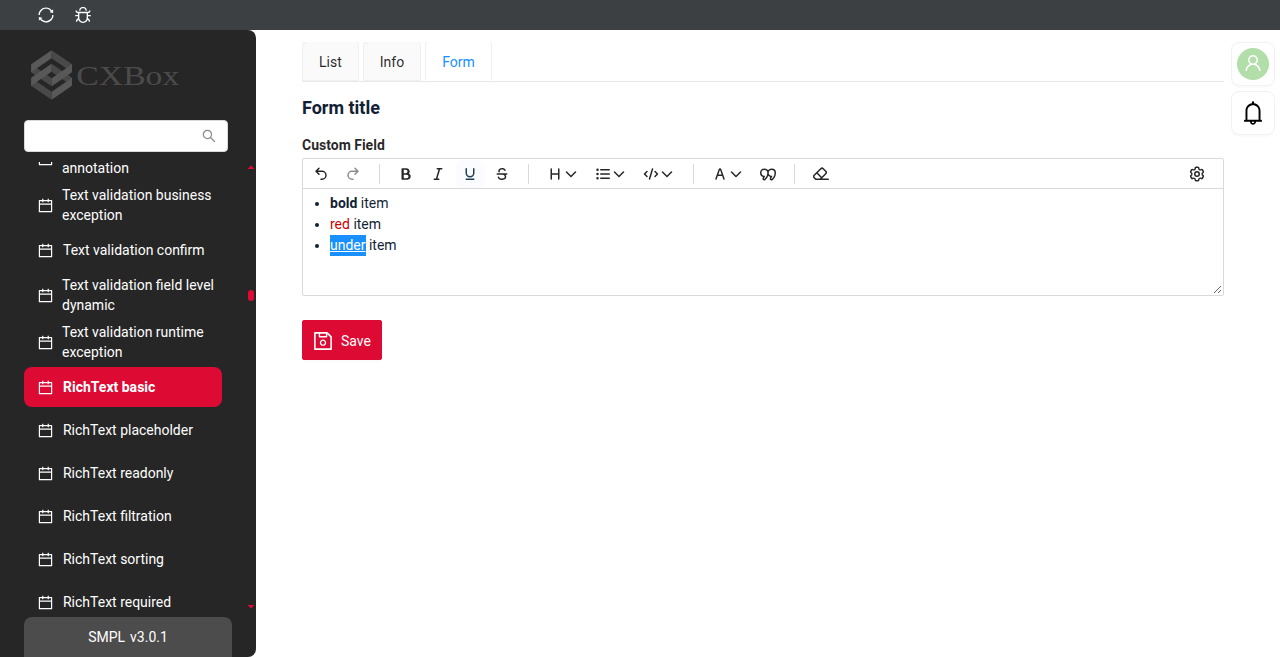 CXBox
List Info Form
Form title
Custom Field
B I U S H A
• bold item
• red item
• under item
Save
annotation
Text validation business
exception
Text validation confirm
Text validation field level
dynamic
Text validation runtime
exception
RichText basic
RichText placeholder
RichText readonly
RichText filtration
RichText sorting
RichText required
SMPL v3.0.1